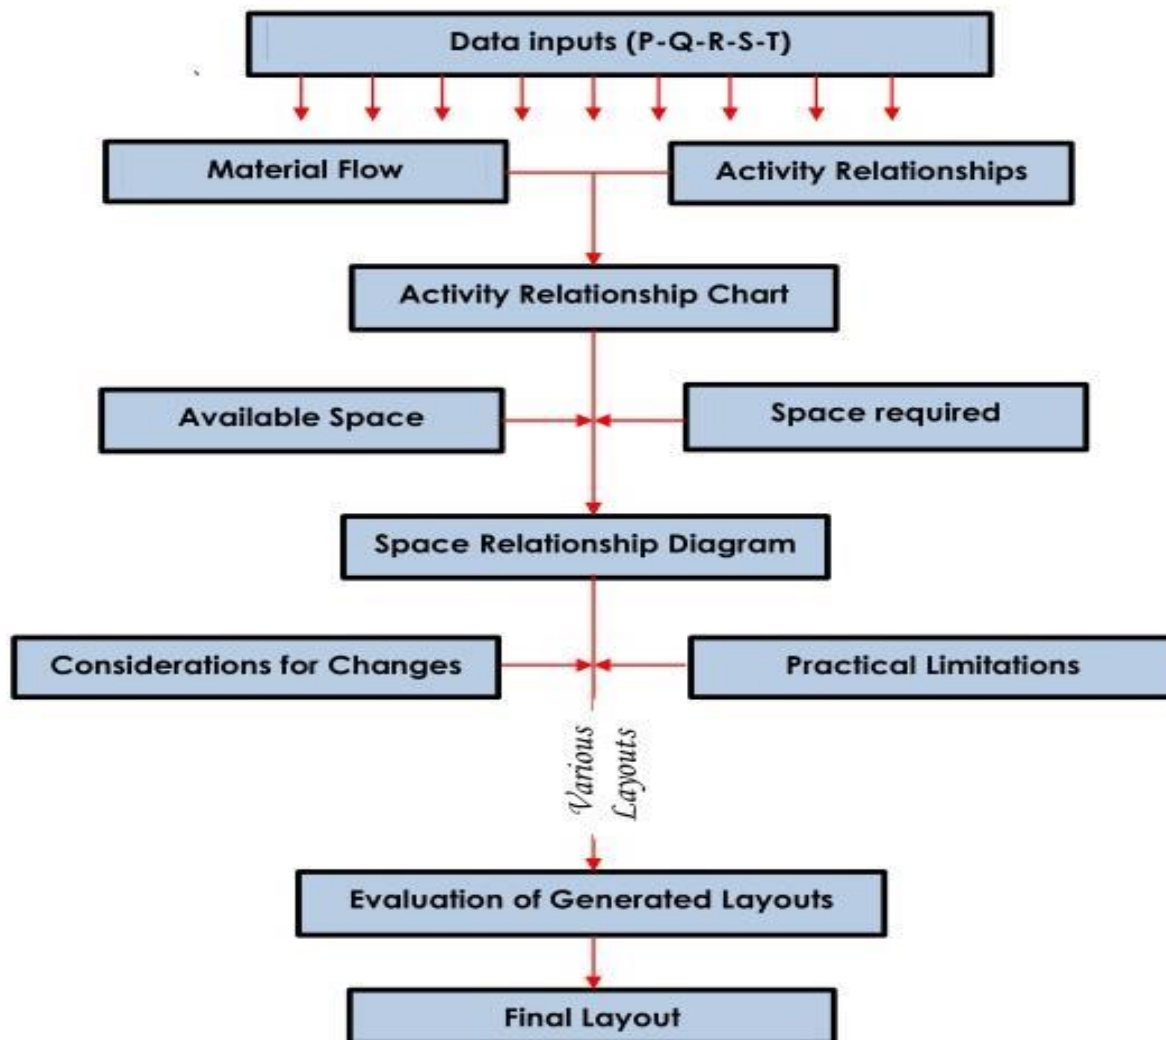 Data inputs (P-Q-R-S-T)
Material Flow
Activity Relationships
Activity Relationship Chart
Available Space
Space required
Space Relationship Diagram
Considerations for Changes
Practical Limitations
Various
Layouts
Evaluation of Generated Layouts
Final Layout